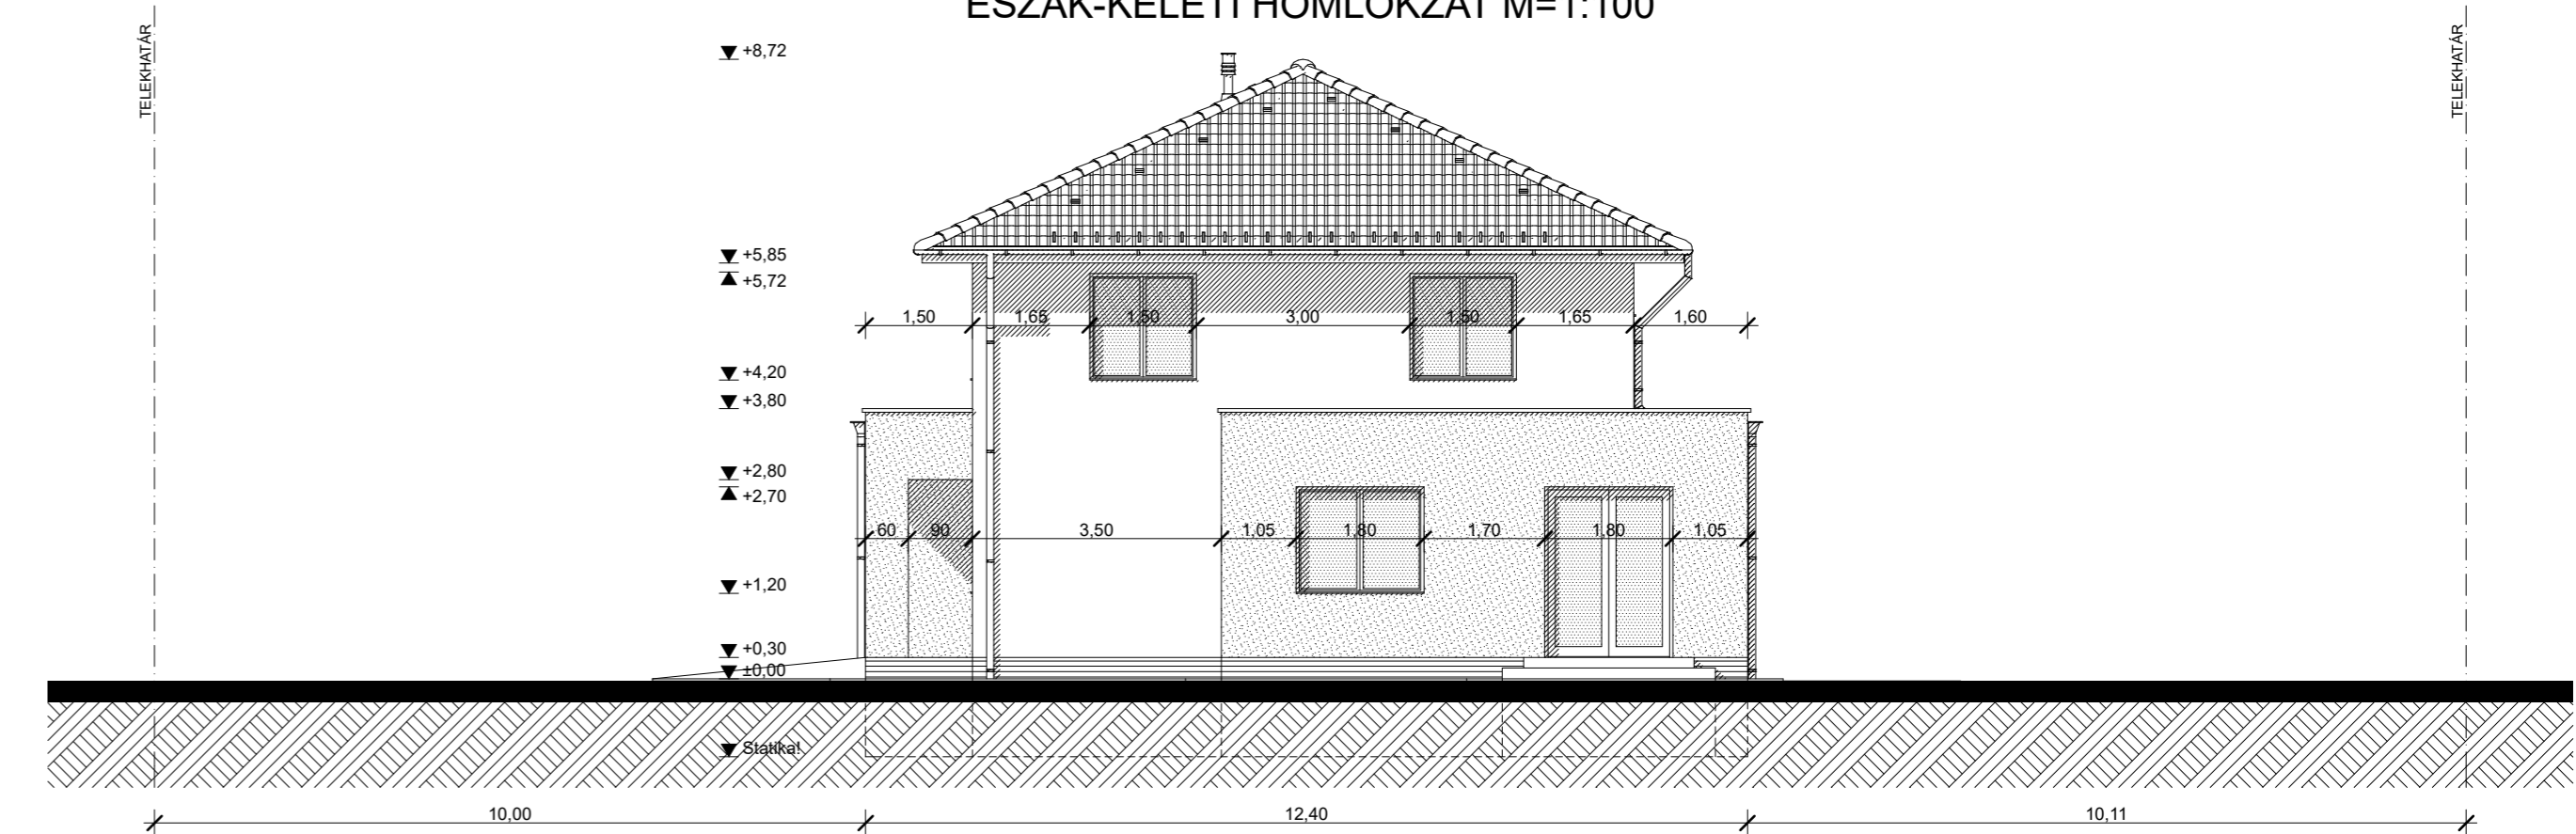 ÉSZAK-KELETI HOMLOKZAT M=1:100
TELEKHATÁR
TELEKHATÁR
+8,72
+5,85
+5,72
1,50 1,65 1,50 3,00 1,50 1,65 1,60
+4,20
+3,80
+2,80
+2,70
60 90 3,50 1,05 1,80 1,70 1,80 1,05
+1,20
+0,30
±0,00
Statika!
10,00 12,40 10,11